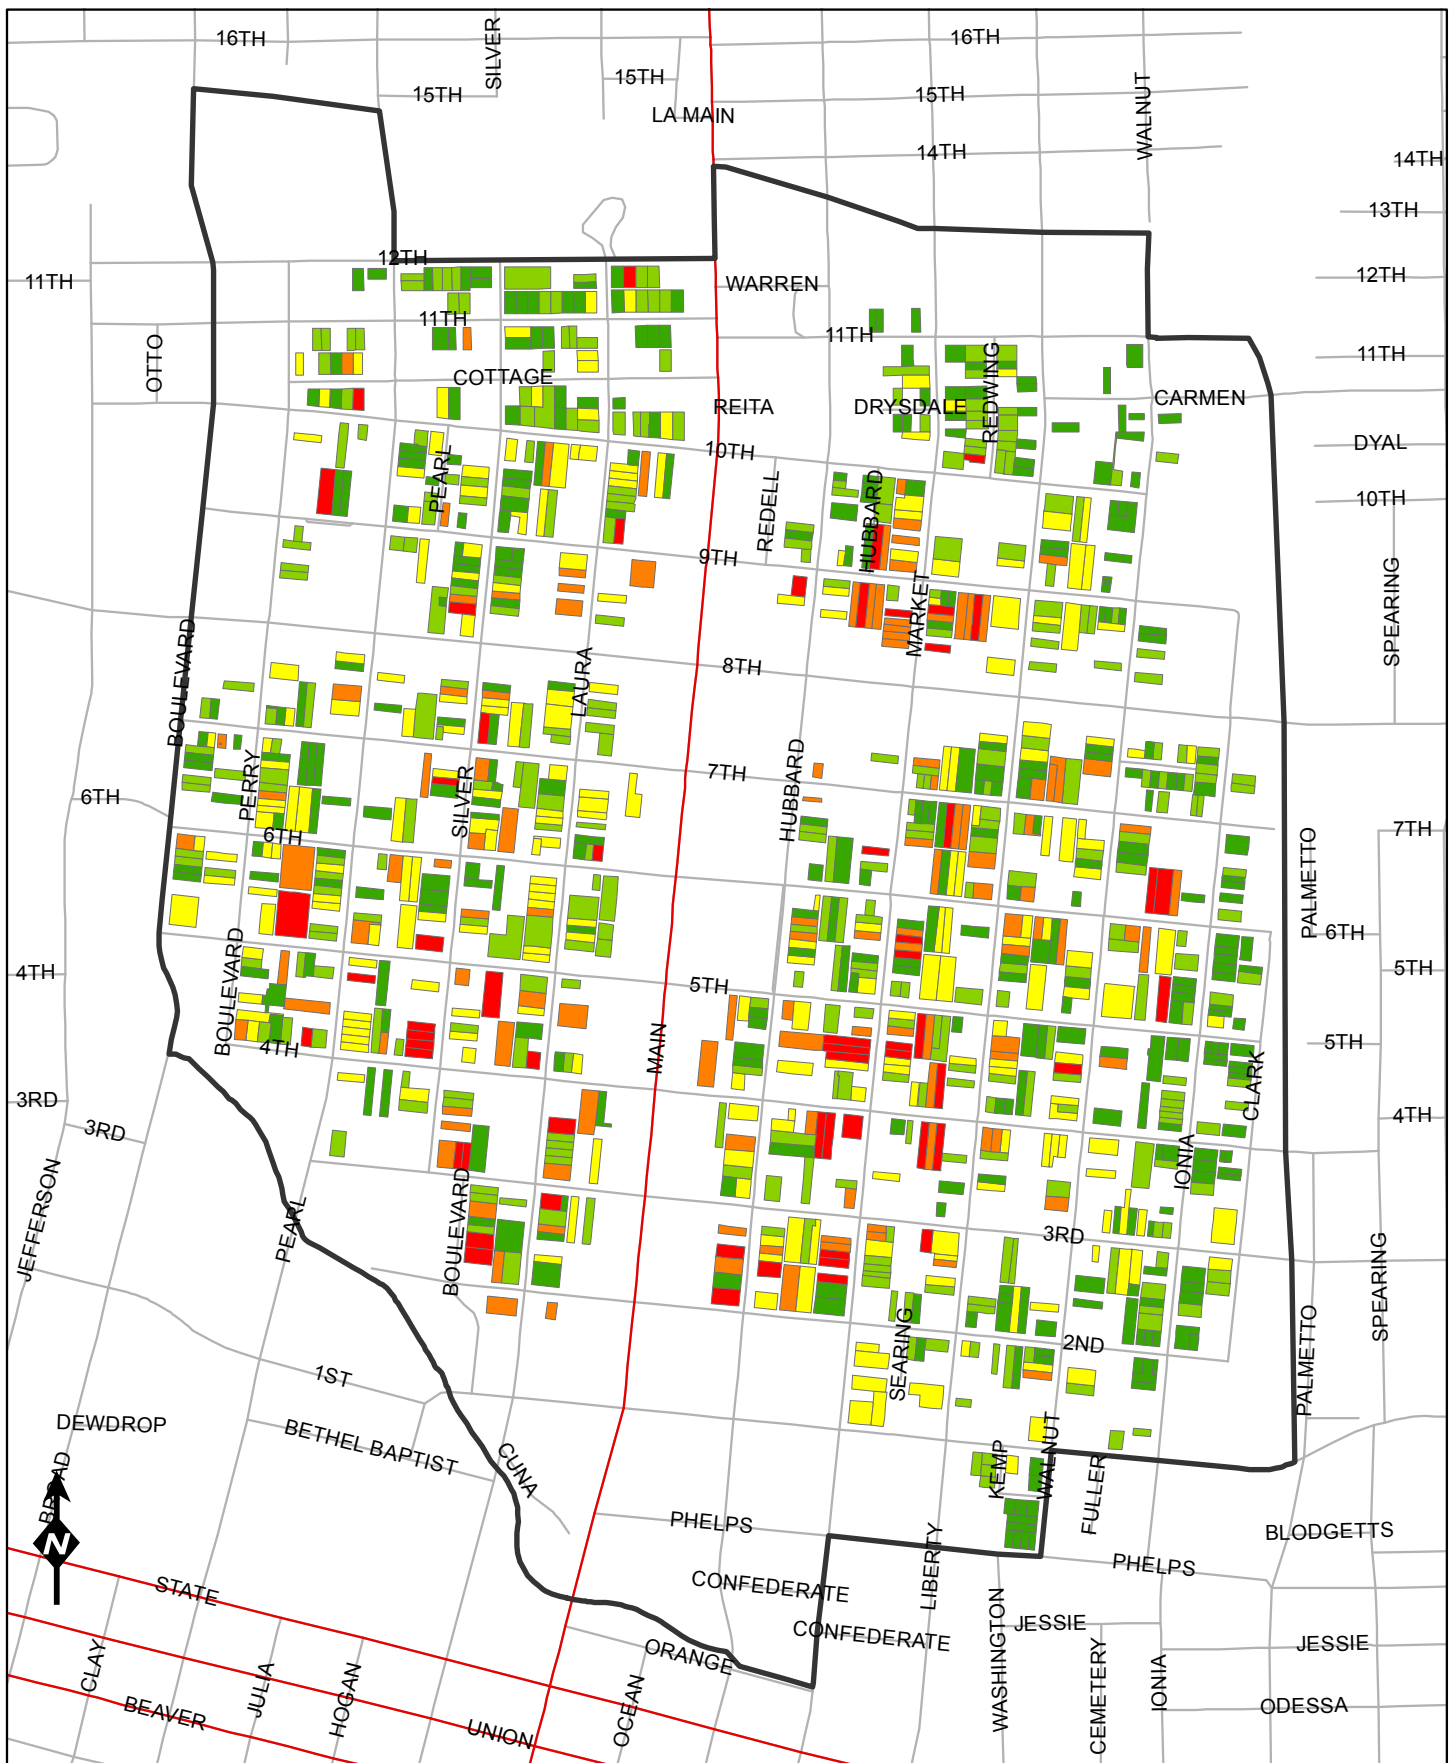 16TH
SILVER
16TH
15TH
15TH
15TH
WALNUT
LA MAIN
14TH
14TH
13TH
12TH
11TH
WARREN
12TH
11TH
11TH
OTTO
11TH
COTTAGE
REDWING
REITA
DRYSDALE
CARMEN
10TH
DYAL
PEARL
REDELL
HUBBARD
10TH
9TH
MARKET
SPEARING
BOULEVARD
LAURA
8TH
7TH
PERRY
SILVER
HUBBARD
6TH
6TH
7TH
PALMETTO
BOULEVARD
6TH
4TH
5TH
5TH
4TH
MAIN
5TH
CLARK
3RD
3RD
4TH
IONIA
JEFFERSON
PEARL
BOULEVARD
3RD
SPEARING
SEARING
2ND
PALMETTO
1ST
DEWDROP
BETHEL BAPTIST
CUNA
KEMP
WALNUT
FULLER
BROAD
N
PHELPS
LIBERTY
BLODGETTS
PHELPS
STATE
CONFEDERATE
CONFEDERATE
WASHINGTON
JESSIE
JESSIE
ORANGE
CLAY
JULIA
HOGAN
OCEAN
CEMETERY
IONIA
ODESSA
BEAVER
UNION